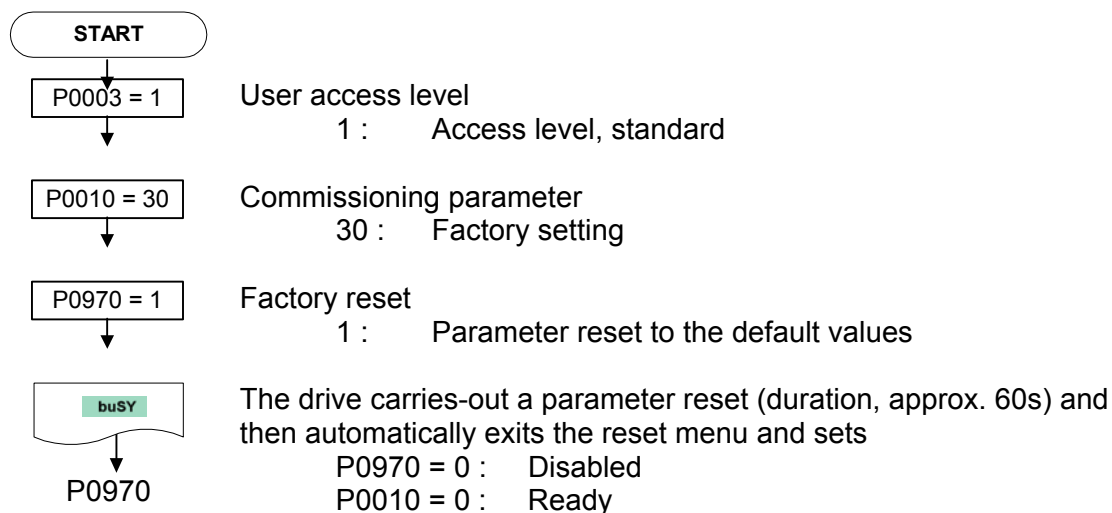 START
P0003 = 1 User access level
1 : Access level, standard
P0010 = 30 Commissioning parameter
30 : Factory setting
P0970 = 1 Factory reset
1 : Parameter reset to the default values
buSY The drive carries-out a parameter reset (duration, approx. 60s) and
then automatically exits the reset menu and sets
P0970 = 0 : Disabled
P0970 P0010 = 0 : Ready